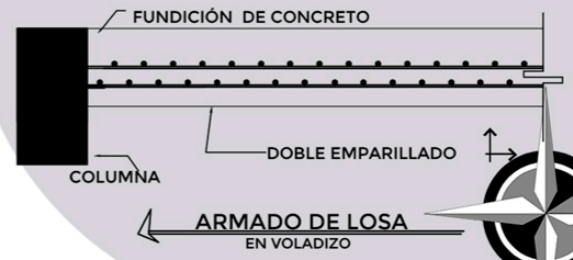 FUNDICIÓN DE CONCRETO
DOBLE EMPARILLADO
COLUMNA
ARMADO DE LOSA
EN VOLADIZO